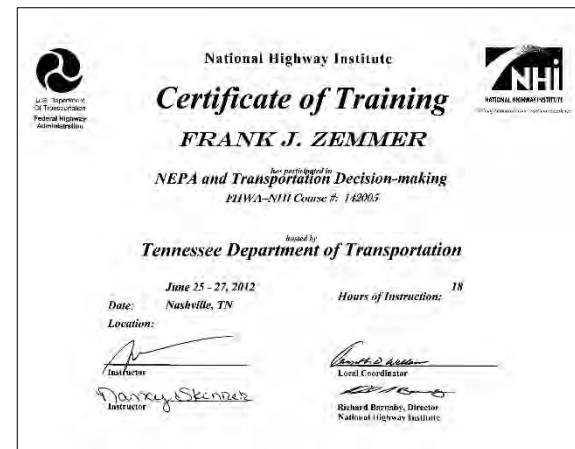 National Highway Institute
U.S. Department
Of Transportation
Federal Highway
Administration
NHI
NATIONAL HIGHWAY INSTITUTE
Certificate of Training
FRANK J. ZEMMER
has participated in
NEPA and Transportation Decision-making
FHWA-NHI Course #: 142005
hosted by
Tennessee Department of Transportation
June 25 - 27, 2012
Date: Nashville, TN
Location:
Hours of Instruction: 18
Instructor
Local Coordinator
Nancy Skinner
Instructor
Richard Barnaby, Director
National Highway Institute